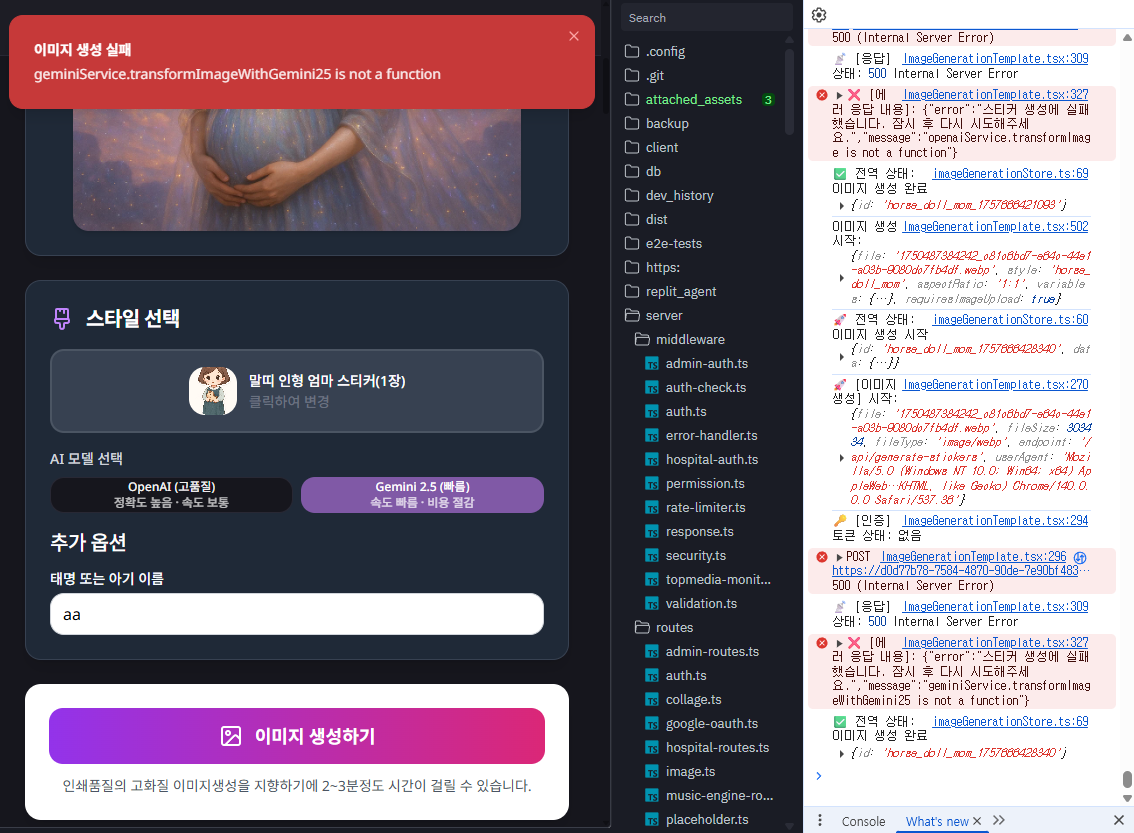 이미지 생성 실패
geminiService.transformImageWithGemini25 is not a function
스타일 선택
말띠 인형 엄마 스티커(1장)
클릭하여 변경
AI 모델 선택
OpenAI (고품질)
정확도 높음 · 속도 보통
Gemini 2.5 (빠름)
속도 빠름 · 비용 절감
추가 옵션
태명 또는 아기 이름
aa
이미지 생성하기
인쇄품질의 고화질 이미지생성을 지향하기에 2~3분정도 시간이 걸릴 수 있습니다.
Search
.config
.git
attached_assets 3
backup
client
db
dev_history
dist
e2e-tests
https:
replit_agent
server
middleware
admin-auth.ts
auth-check.ts
auth.ts
error-handler.ts
hospital-auth.ts
permission.ts
rate-limiter.ts
response.ts
security.ts
topmedia-monit...
validation.ts
routes
admin-routes.ts
auth.ts
collage.ts
google-oauth.ts
hospital-routes.ts
image.ts
music-engine-ro...
placeholder.ts
500 (Internal Server Error)
[응답] ImageGenerationTemplate.tsx:309
상태: 500 Internal Server Error
[에 ImageGenerationTemplate.tsx:327
러 응답 내용]: {"error":"스티커 생성에 실패
했습니다. 잠시 후 다시 시도해주세
요.","message":"openaiService.transformImag
e is not a function"}
전역 상태: imageGenerationStore.ts:69
이미지 생성 완료
{id: 'horse_doll_mom_1757666421093'}
이미지 생성 ImageGenerationTemplate.tsx:502
시작:
{file: '1750487384242_c81c6bd7-e64c-44a1
-a03b-9080dc7fb4df.webp', style: 'horse_
doll_mom', aspectRatio: '1:1', variable
s: {…}, requiresImageUpload: true}
전역 상태: imageGenerationStore.ts:60
이미지 생성 시작
{id: 'horse_doll_mom_1757666428340', dat
a: {…}}
[이미지 ImageGenerationTemplate.tsx:270
생성] 시작:
{file: '1750487384242_c81c6bd7-e64c-44a1
-a03b-9080dc7fb4df.webp', fileSize: 3034
34, fileType: 'image/webp', endpoint: '/
api/generate-stickers', userAgent: 'Mozi
lla/5.0 (Windows NT 10.0; Win64; x64) Ap
pleWeb…KHTML, like Gecko) Chrome/140.0.
0.0 Safari/537.36'}
[인증] ImageGenerationTemplate.tsx:294
토큰 상태: 없음
POST ImageGenerationTemplate.tsx:296
https://d0d77b78-7584-4870-90de-7e90bf483…
500 (Internal Server Error)
[응답] ImageGenerationTemplate.tsx:309
상태: 500 Internal Server Error
[에 ImageGenerationTemplate.tsx:327
러 응답 내용]: {"error":"스티커 생성에 실패
했습니다. 잠시 후 다시 시도해주세
요.","message":"geminiService.transformImag
eWithGemini25 is not a function"}
전역 상태: imageGenerationStore.ts:69
이미지 생성 완료
{id: 'horse_doll_mom_1757666428340'}
Console
What's new